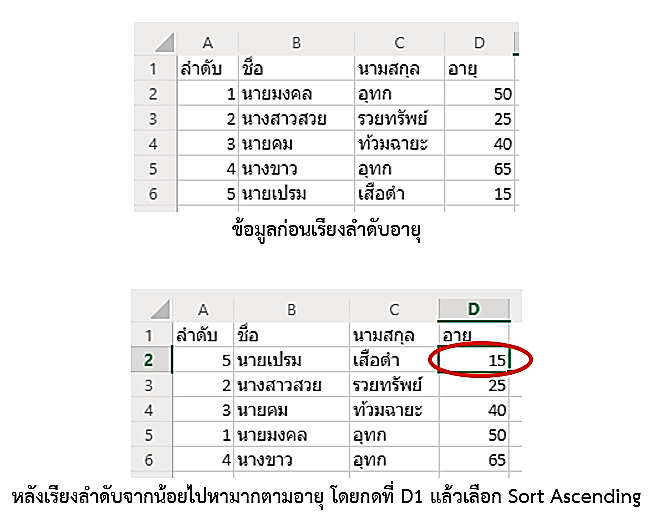 A B C D
1 ลำดับ ชื่อ นามสกุล อายุ
2 1 นายมงคล อุทก 50
3 2 นางสาวสวย รวยทรัพย์ 25
4 3 นายคม ท้วมฉายะ 40
5 4 นางขาว อุทก 65
6 5 นายเปรม เสือดำ 15
ข้อมูลก่อนเรียงลำดับอายุ
A B C D
1 ลำดับ ชื่อ นามสกุล อายุ
2 5 นายเปรม เสือดำ 15
3 2 นางสาวสวย รวยทรัพย์ 25
4 3 นายคม ท้วมฉายะ 40
5 1 นายมงคล อุทก 50
6 4 นางขาว อุทก 65
หลังเรียงลำดับจากน้อยไปหามากตามอายุ โดยกดที่ D1 แล้วเลือก Sort Ascending